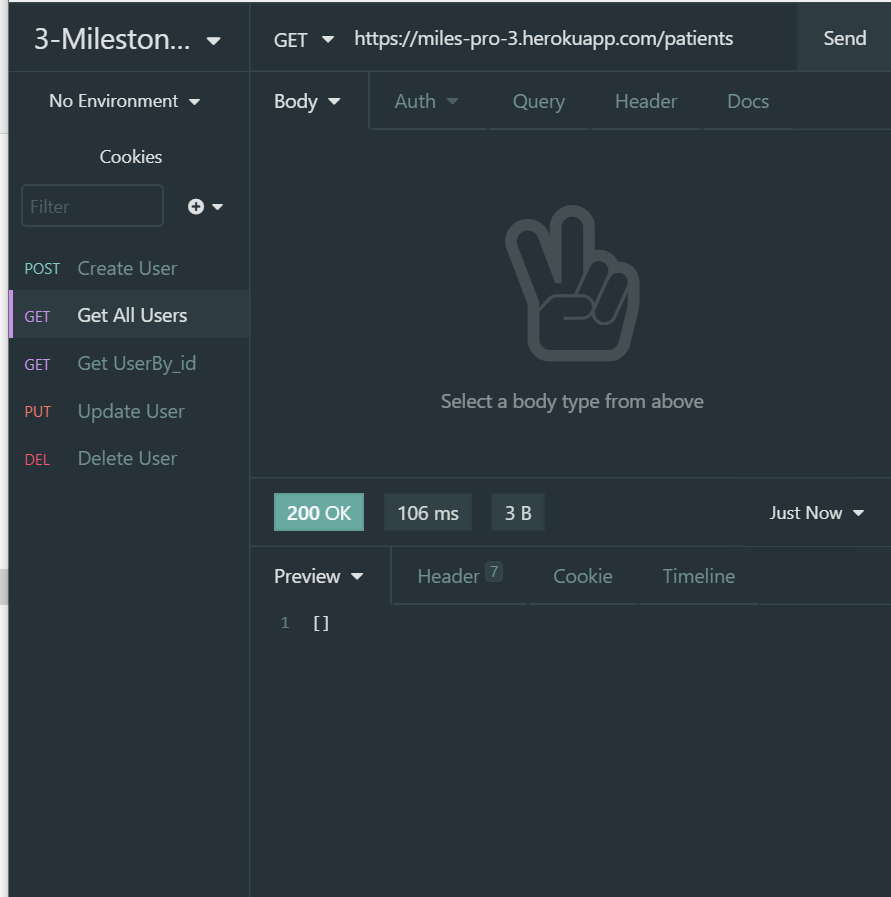 3-Mileston...
GET https://miles-pro-3.herokuapp.com/patients Send
No Environment
Body Auth Query Header Docs
Cookies
Filter
POST Create User
GET Get All Users
GET Get UserBy_id
PUT Update User
DEL Delete User
Select a body type from above
200 OK 106 ms 3 B Just Now
Preview Header 7 Cookie Timeline
1 []